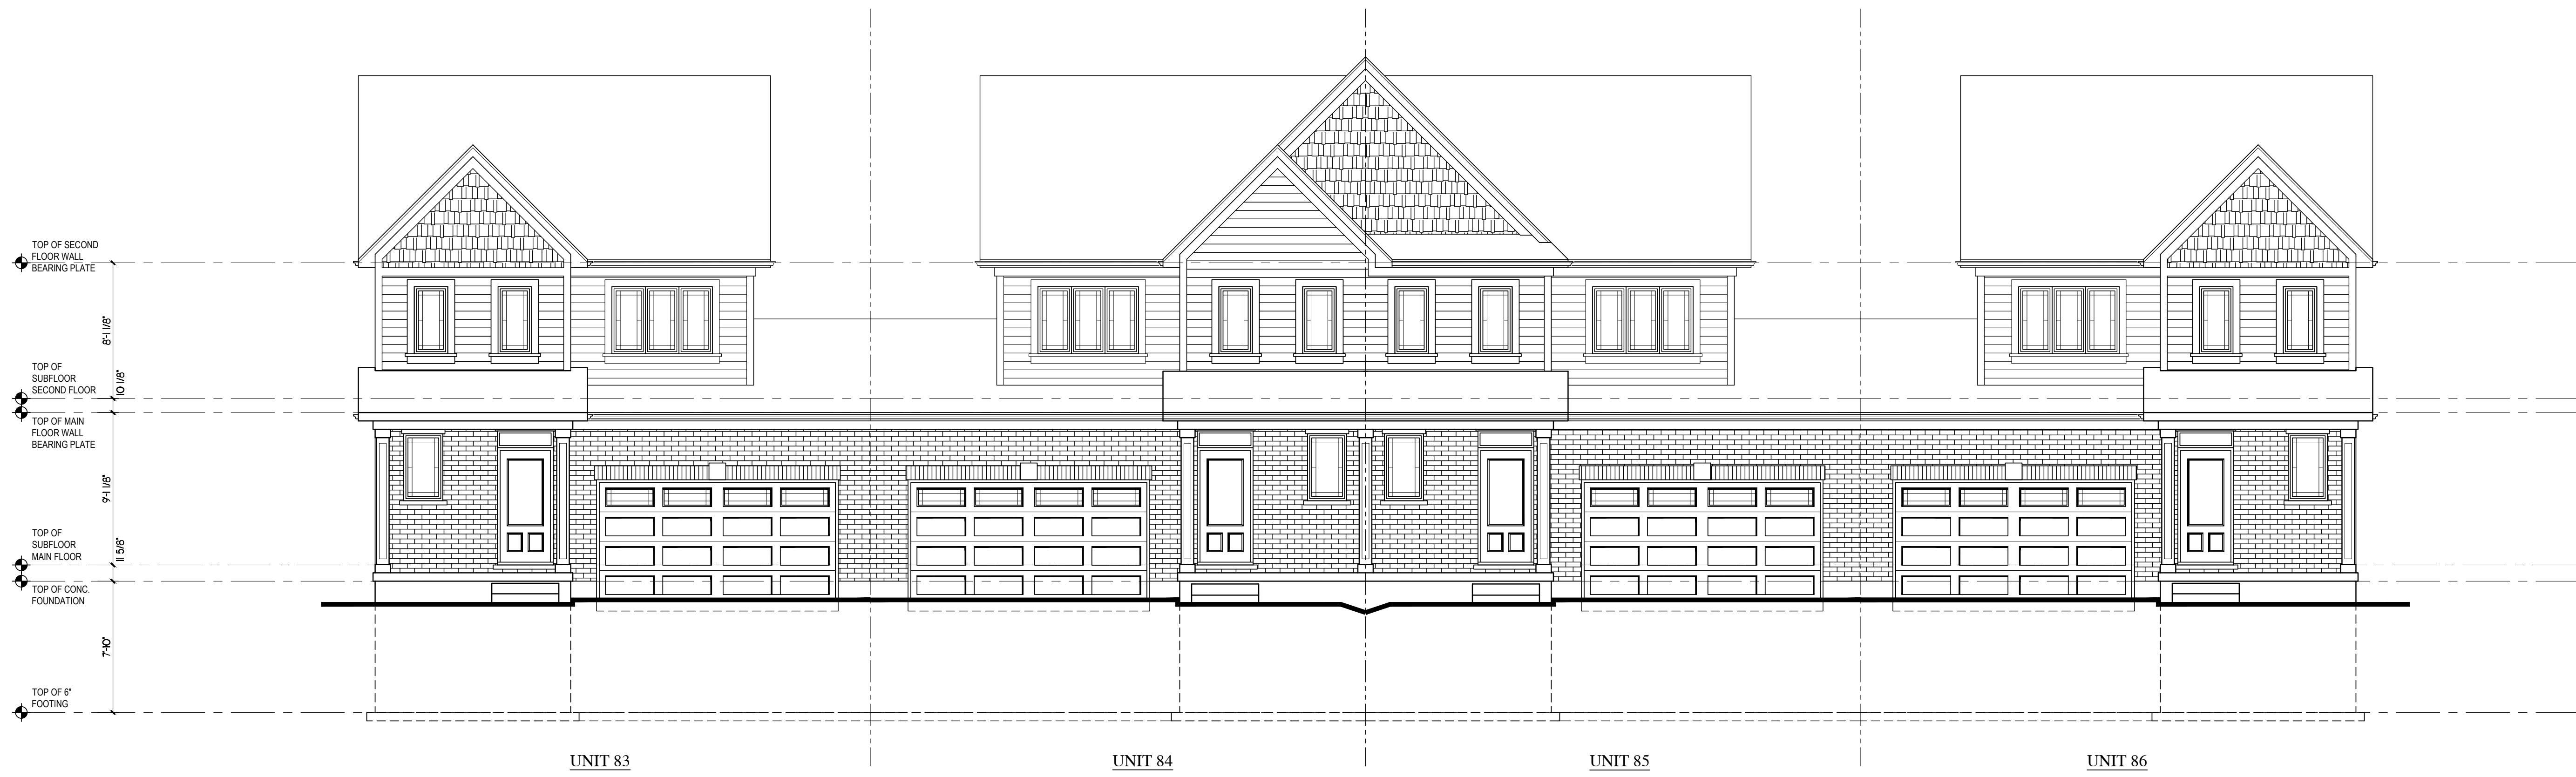 TOP OF SECOND
FLOOR WALL
BEARING PLATE
8'-1 1/8"
TOP OF
SUBFLOOR
SECOND FLOOR
10 1/8"
TOP OF MAIN
FLOOR WALL
BEARING PLATE
9'-1 1/8"
TOP OF
SUBFLOOR
MAIN FLOOR
11 5/8"
TOP OF CONC.
FOUNDATION
7'-10"
TOP OF 6"
FOOTING
UNIT 83
UNIT 84
UNIT 85
UNIT 86